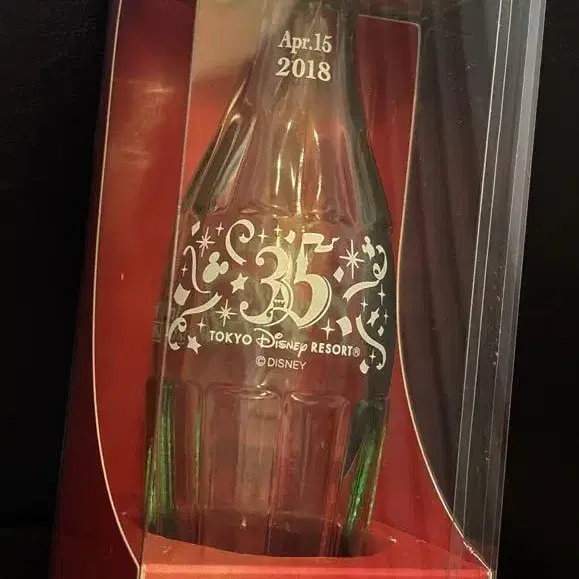 Apr.15
2018
35
TOKYO Disney RESORT®
©DISNEY